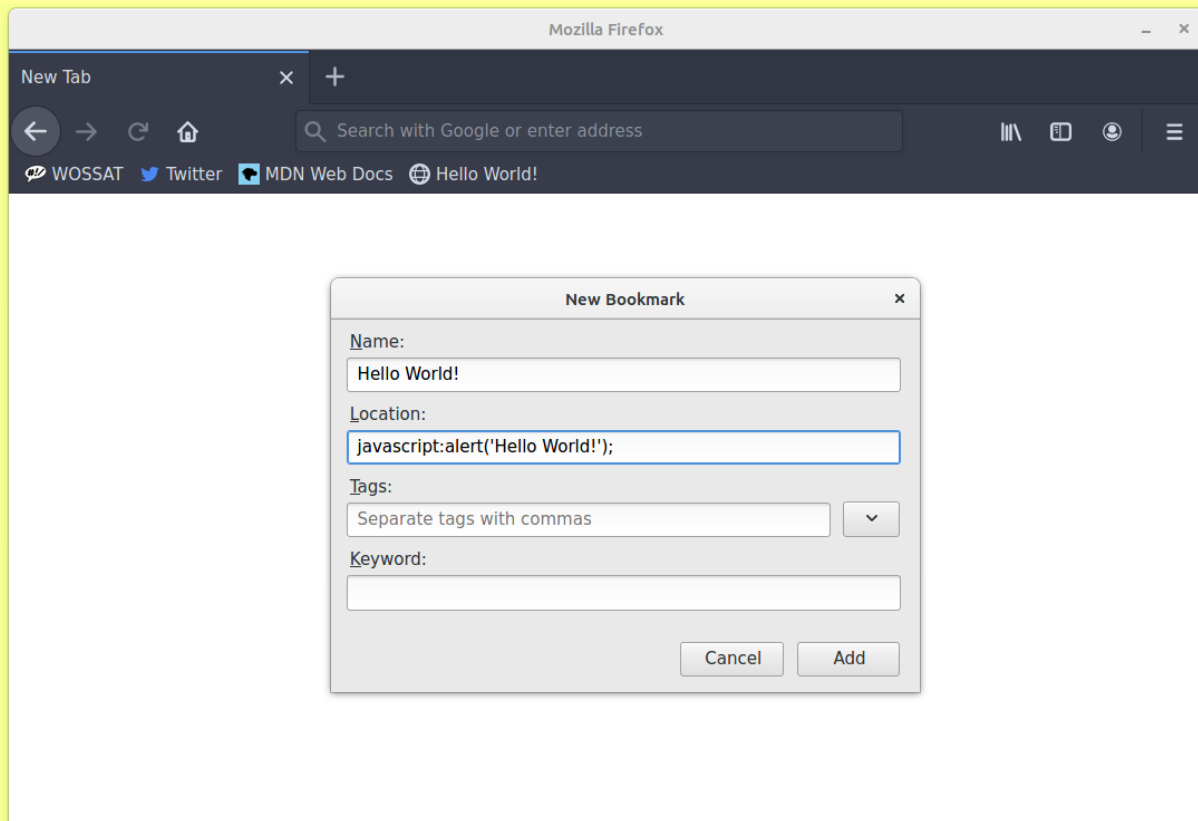 Mozilla Firefox
New Tab
Search with Google or enter address
WOSSAT Twitter MDN Web Docs Hello World!
New Bookmark
Name:
Hello World!
Location:
javascript:alert('Hello World!');
Tags:
Separate tags with commas
Keyword:
Cancel Add